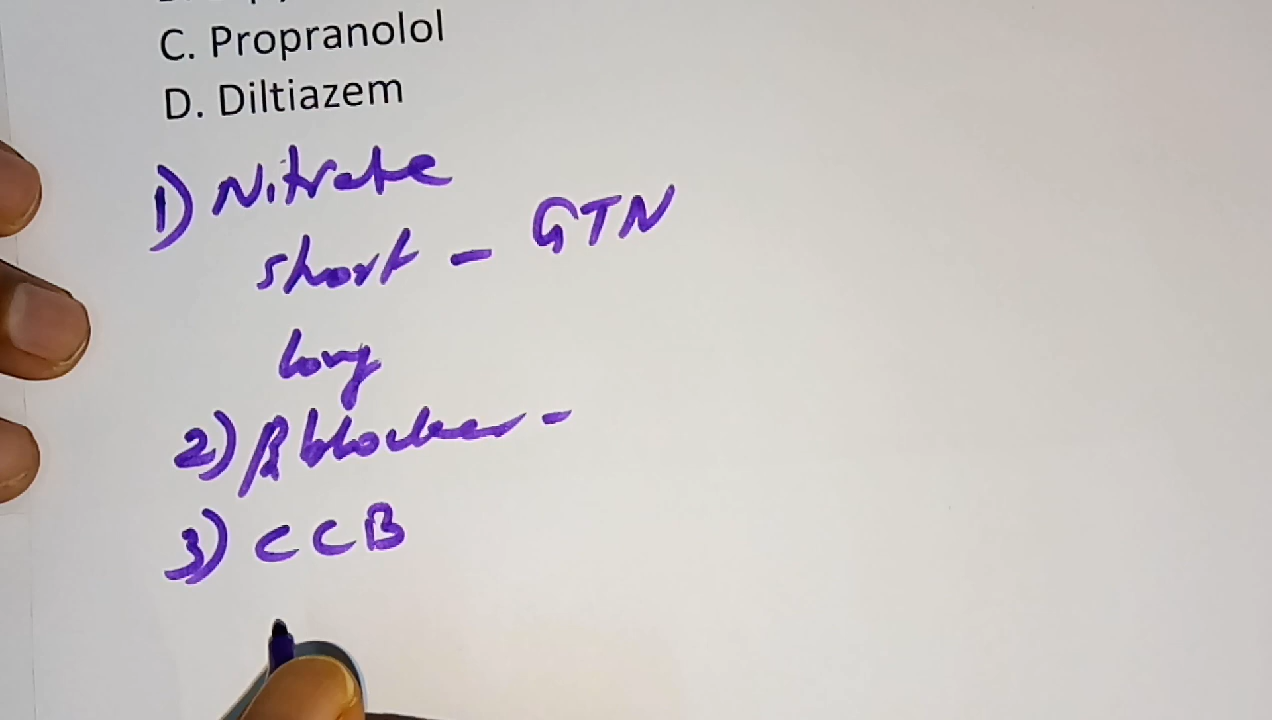 C. Propranolol
D. Diltiazem
1) Nitrate
short - GTN
long
2) β blocker -
3) CCB